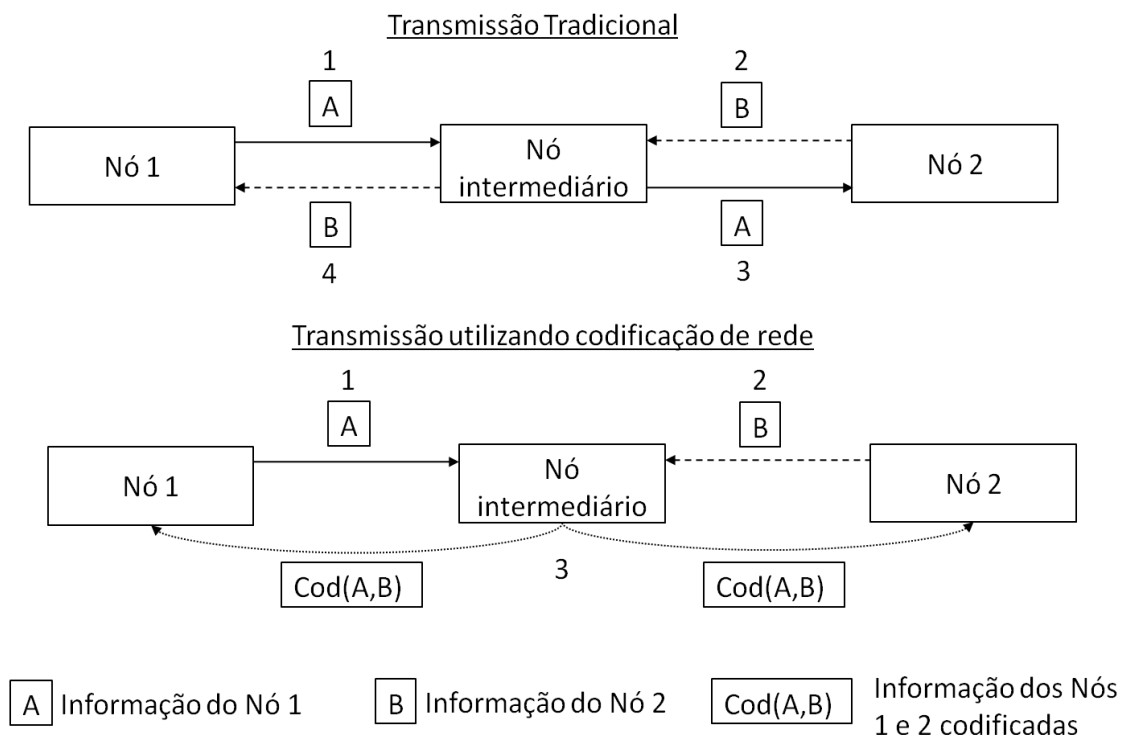 Transmissão Tradicional
1
2
A
B
Nó 1
Nó
intermediário
Nó 2
B
A
4
3
Transmissão utilizando codificação de rede
1
2
A
B
Nó 1
Nó
intermediário
Nó 2
3
Cod(A,B)
Cod(A,B)
A
Informação do Nó 1
B
Informação do Nó 2
Cod(A,B)
Informação dos Nós
1 e 2 codificadas